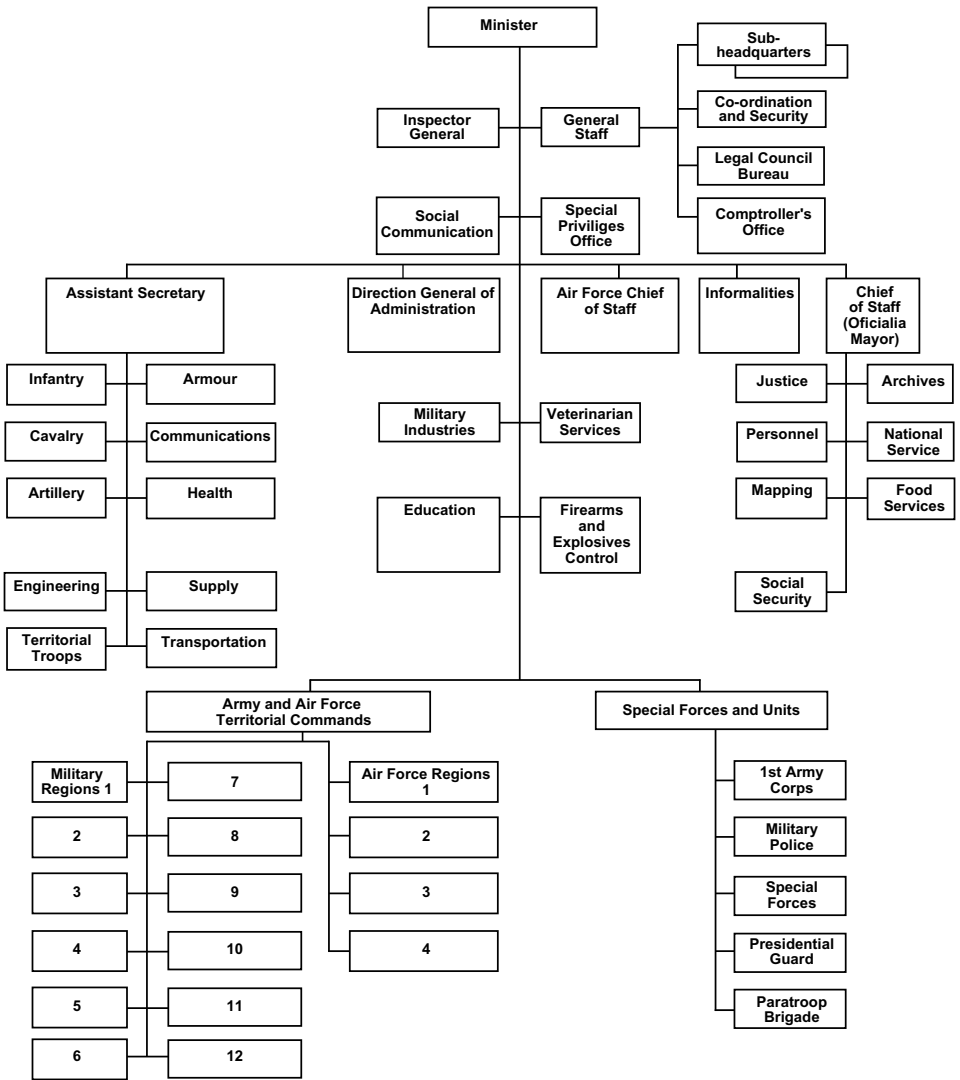 Minister
Sub-
headquarters
Inspector
General
General
Staff
Co-ordination
and Security
Legal Council
Bureau
Social
Communication
Special
Priviliges
Office
Comptroller's
Office
Assistant Secretary
Direction General of
Administration
Air Force Chief
of Staff
Informalities
Chief
of Staff
(Oficialia
Mayor)
Infantry
Armour
Cavalry
Communications
Artillery
Health
Engineering
Supply
Territorial
Troops
Transportation
Military
Industries
Veterinarian
Services
Education
Firearms
and
Explosives
Control
Justice
Archives
Personnel
National
Service
Mapping
Food
Services
Social
Security
Army and Air Force
Territorial Commands
Special Forces and Units
Military
Regions 1
7
2
8
3
9
4
10
5
11
6
12
Air Force Regions
1
2
3
4
1st Army
Corps
Military
Police
Special
Forces
Presidential
Guard
Paratroop
Brigade